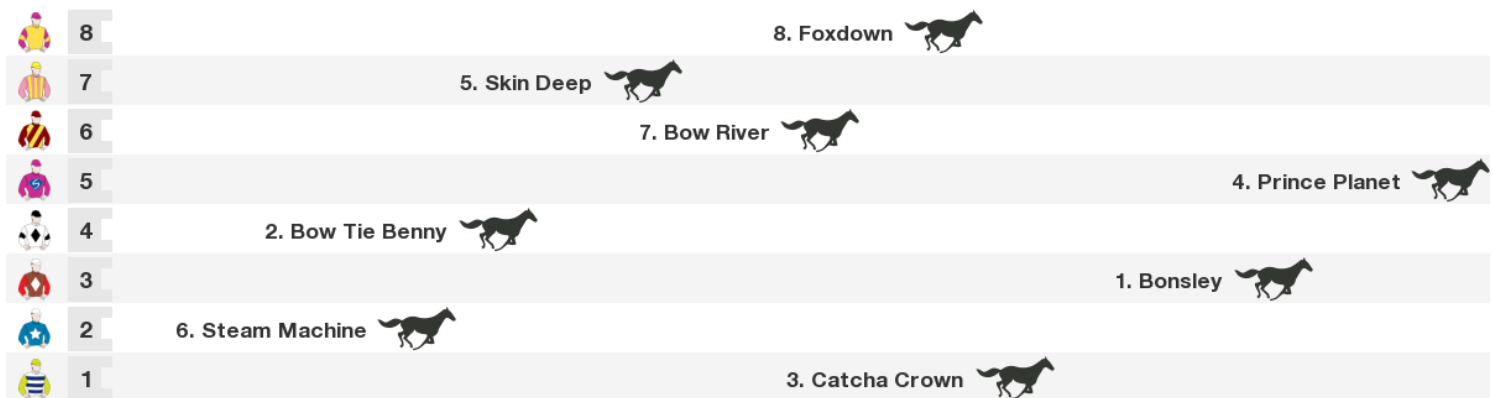 8 8. Foxdown
7 5. Skin Deep
6 7. Bow River
5 4. Prince Planet
4 2. Bow Tie Benny
3 1. Bonsley
2 6. Steam Machine
1 3. Catcha Crown